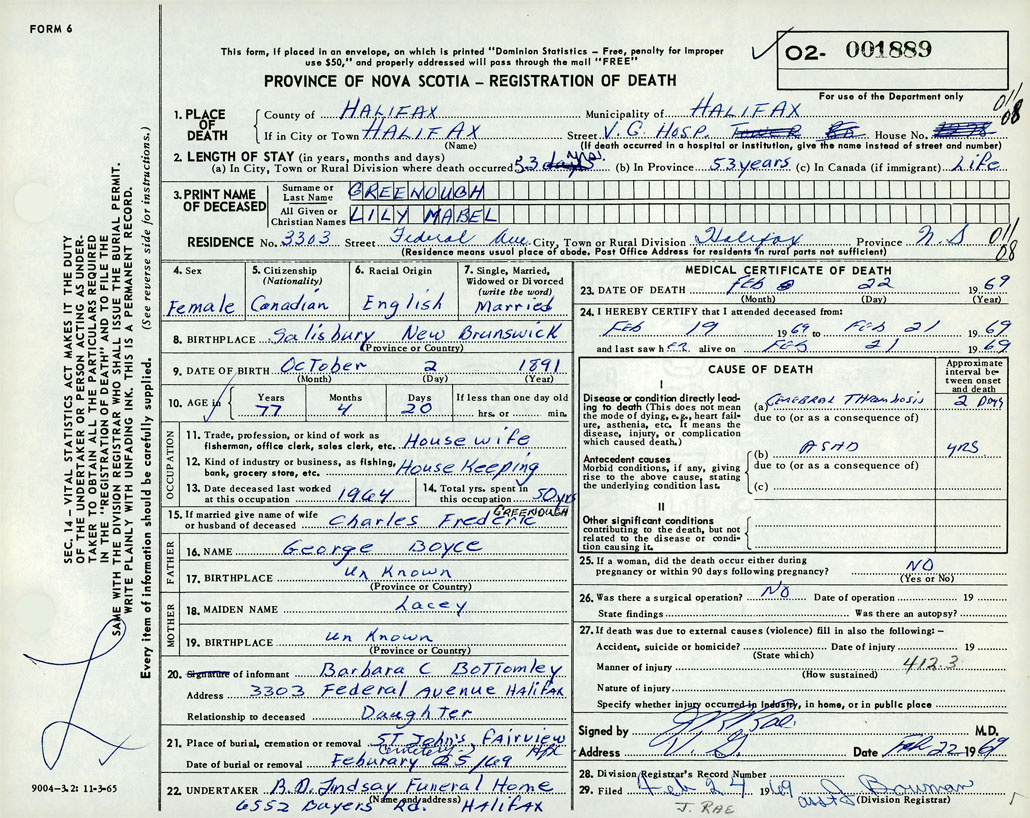 FORM 6
This form, if placed in an envelope, on which is printed "Dominion Statistics – Free, penalty for improper
use $50," and properly addressed will pass through the mail "FREE"
PROVINCE OF NOVA SCOTIA – REGISTRATION OF DEATH
O2- 001889
For use of the Department only
011
08
1. PLACE OF DEATH
County of HALIFAX Municipality of HALIFAX
If in City or Town HALIFAX Street V. G. HOSP. House No.
(Name) (If death occurred in a hospital or institution, give the name instead of street and number)
2. LENGTH OF STAY (in years, months and days)
(a) In City, Town or Rural Division where death occurred 53 yrs. (b) In Province 53 years (c) In Canada (if immigrant) Life
3. PRINT NAME OF DECEASED
Surname or Last Name GREENOUGH
All Given or Christian Names LILY MABEL
RESIDENCE No. 3303 Street Federal Ave City, Town or Rural Division Halifax Province N. S
011
08
(Residence means usual place of abode. Post Office Address for residents in rural parts not sufficient)
4. Sex
Female
5. Citizenship (Nationality)
Canadian
6. Racial Origin
English
7. Single, Married, Widowed or Divorced (write the word)
Married
8. BIRTHPLACE Salisbury New Brunswick
(Province or Country)
9. DATE OF BIRTH October 2 1891
(Month) (Day) (Year)
10. AGE in Years Months Days If less than one day old
77 4 20 hrs. or min.
OCCUPATION
11. Trade, profession, or kind of work as fisherman, office clerk, sales clerk, etc. House wife
12. Kind of industry or business, as fishing, bank, grocery store, etc. House Keeping
13. Date deceased last worked at this occupation 1964
14. Total yrs. spent in this occupation 50 yrs
15. If married give name of wife or husband of deceased Charles Frederic GREENOUGH
FATHER
16. NAME George Boyce
17. BIRTHPLACE un Known
(Province or Country)
MOTHER
18. MAIDEN NAME Lacey
19. BIRTHPLACE un Known
(Province or Country)
20. Signature of informant Barbara C Bottomley
Address 3303 Federal Avenue Halifax
Relationship to deceased Daughter
21. Place of burial, cremation or removal St John's Fairview
Cemetery Hfx
Date of burial or removal Feburary 25/69
22. UNDERTAKER B.D. Lindsay Funeral Home
(Name and address)
6552 Bayers Rd. Halifax
MEDICAL CERTIFICATE OF DEATH
23. DATE OF DEATH FEB 22 1969
(Month) (Day) (Year)
24. I HEREBY CERTIFY that I attended deceased from:
Feb 19 1969 to Feb 21 1969
and last saw her alive on Feb 21 1969
CAUSE OF DEATH
Approximate interval between onset and death
I
Disease or condition directly leading to death (This does not mean the mode of dying, e.g., heart failure, asthenia, etc. It means the disease, injury, or complication which caused death.)
(a) Cerebral Thrombosis 2 Days
due to (or as a consequence of)
Antecedent causes
Morbid conditions, if any, giving rise to the above cause, stating the underlying condition last.
(b) ASHD yrs
due to (or as a consequence of)
(c)
II
Other significant conditions
contributing to the death, but not related to the disease or condition causing it.
25. If a woman, did the death occur either during pregnancy or within 90 days following pregnancy? NO
(Yes or No)
26. Was there a surgical operation? NO Date of operation 19
State findings Was there an autopsy?
27. If death was due to external causes (violence) fill in also the following: –
Accident, suicide or homicide? Date of injury 19
(State which)
Manner of injury 412.3
(How sustained)
Nature of injury
Specify whether injury occurred in Industry, in home, or in public place
Signed by M.D.
Address V. G. Date Feb 22 1969
28. Division Registrar's Record Number
29. Filed Feb 24 1969 asst J Bowman
(Division Registrar)
J. RAE
SEC. 14 – VITAL STATISTICS ACT MAKES IT THE DUTY
OF THE UNDERTAKER OR PERSON ACTING AS UNDER-
TAKER TO OBTAIN ALL THE PARTICULARS REQUIRED
IN THE "REGISTRATION OF DEATH" AND TO FILE THE
SAME WITH THE DIVISION REGISTRAR WHO SHALL ISSUE THE BURIAL PERMIT.
WRITE PLAINLY WITH UNFADING INK. THIS IS A PERMANENT RECORD.
Every item of information should be carefully supplied. (See reverse side for instructions.)
9004-3.2: 11-3-65